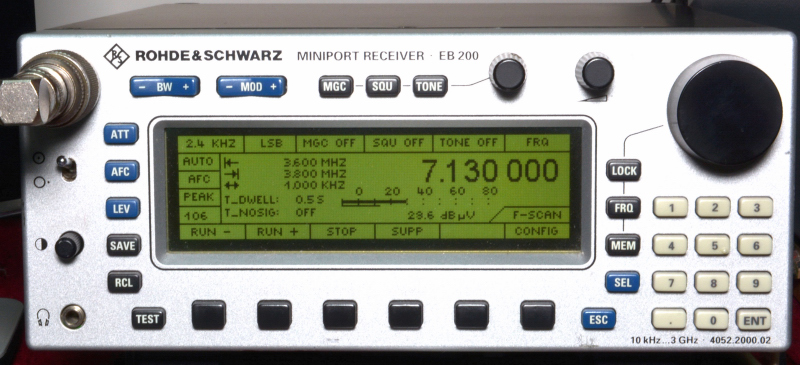 ROHDE & SCHWARZ MINIPORT RECEIVER · EB 200
- BW + - MOD + MGC SQU TONE
ATT
AFC
LEV
SAVE
RCL
TEST
2.4 KHZ LSB MGC OFF SQU OFF TONE OFF FRQ
AUTO 3.600 MHZ 7.130 000
AFC 3.800 MHZ
1.000 KHZ
PEAK T_DWELL: 0.5 S 0 20 40 60 80
106 T_NOSIG: OFF 29.6 dBµV F-SCAN
RUN - RUN + STOP SUPP CONFIG
LOCK
FRQ 1 2 3
MEM 4 5 6
SEL 7 8 9
ESC . 0 ENT
10 kHz...3 GHz · 4052.2000.02